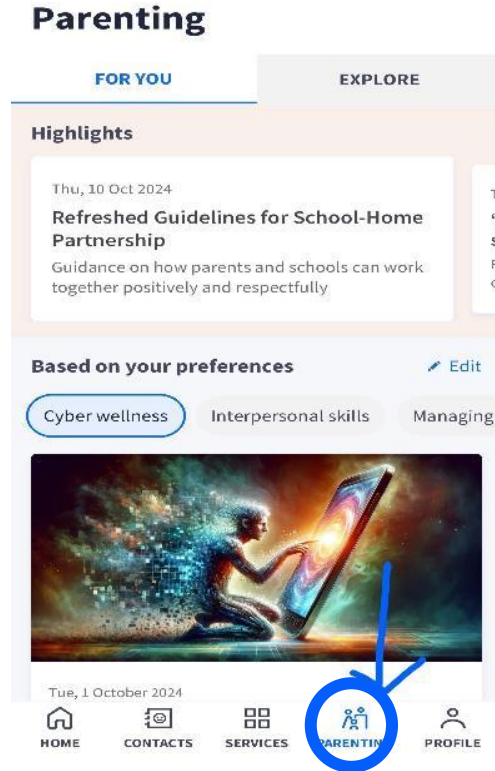 Parenting
FOR YOU
EXPLORE
Highlights
Thu, 10 Oct 2024
Refreshed Guidelines for School-Home
Partnership
Guidance on how parents and schools can work
together positively and respectfully
Based on your preferences
Edit
Cyber wellness
Interpersonal skills
Managing
Tue, 1 October 2024
HOME
CONTACTS
SERVICES
PARENTIN
PROFILE